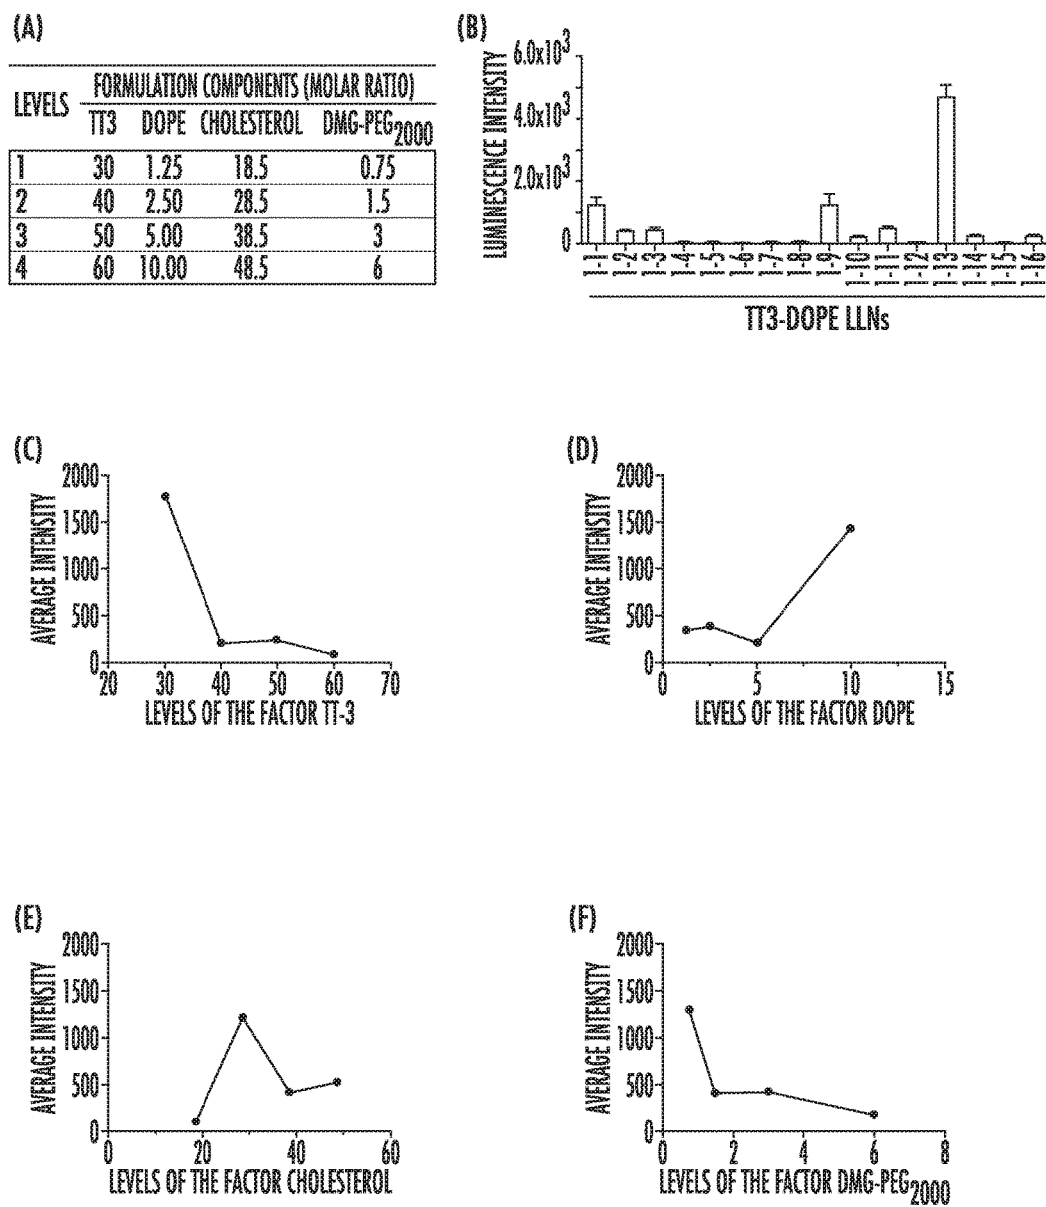 (A)
FORMULATION COMPONENTS (MOLAR RATIO)
LEVELS TT3 DOPE CHOLESTEROL DMG-PEG2000
1 30 1.25 18.5 0.75
2 40 2.50 28.5 1.5
3 50 5.00 38.5 3
4 60 10.00 48.5 6
(B)
LUMINESCENCE INTENSITY
6.0x10³
4.0x10³
2.0x10³
0
1-1 1-2 1-3 1-4 1-5 1-6 1-7 1-8 1-9 1-10 1-11 1-12 1-13 1-14 1-15 1-16
TT3-DOPE LLNs
(C)
AVERAGE INTENSITY
2000
1500
1000
500
0
20 30 40 50 60 70
LEVELS OF THE FACTOR TT-3
(D)
AVERAGE INTENSITY
2000
1500
1000
500
0
0 5 10 15
LEVELS OF THE FACTOR DOPE
(E)
AVERAGE INTENSITY
2000
1500
1000
500
0
0 20 40 60
LEVELS OF THE FACTOR CHOLESTEROL
(F)
AVERAGE INTENSITY
2000
1500
1000
500
0
0 2 4 6 8
LEVELS OF THE FACTOR DMG-PEG2000